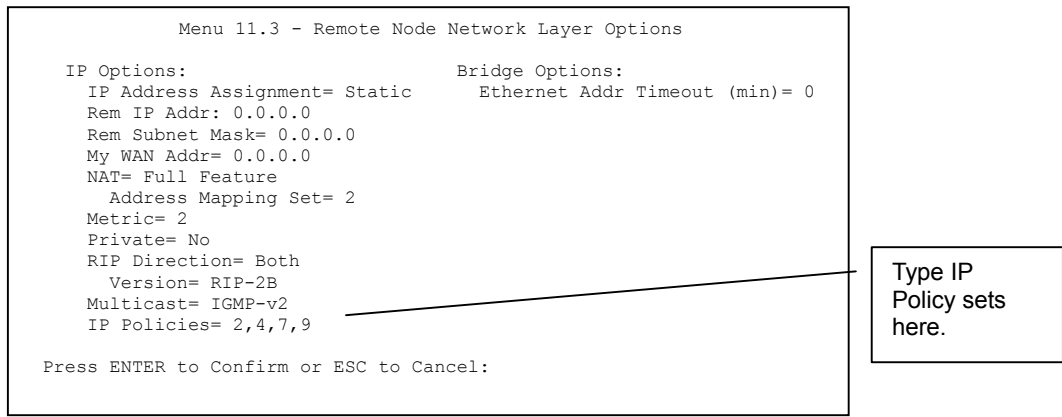 Menu 11.3 - Remote Node Network Layer Options
IP Options: Bridge Options:
IP Address Assignment= Static Ethernet Addr Timeout (min)= 0
Rem IP Addr: 0.0.0.0
Rem Subnet Mask= 0.0.0.0
My WAN Addr= 0.0.0.0
NAT= Full Feature
Address Mapping Set= 2
Metric= 2
Private= No
RIP Direction= Both
Version= RIP-2B
Multicast= IGMP-v2
IP Policies= 2,4,7,9
Press ENTER to Confirm or ESC to Cancel:
Type IP
Policy sets
here.